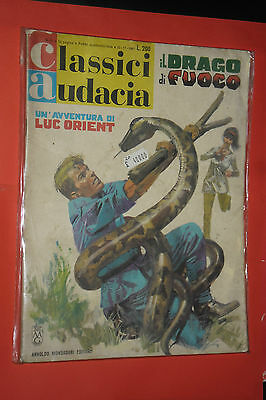 L. 200
classici
audacia
il DRAGO
di FUOCO
UN'AVVENTURA DI
LUC ORIENT
ARNOLDO MONDADORI EDITORE